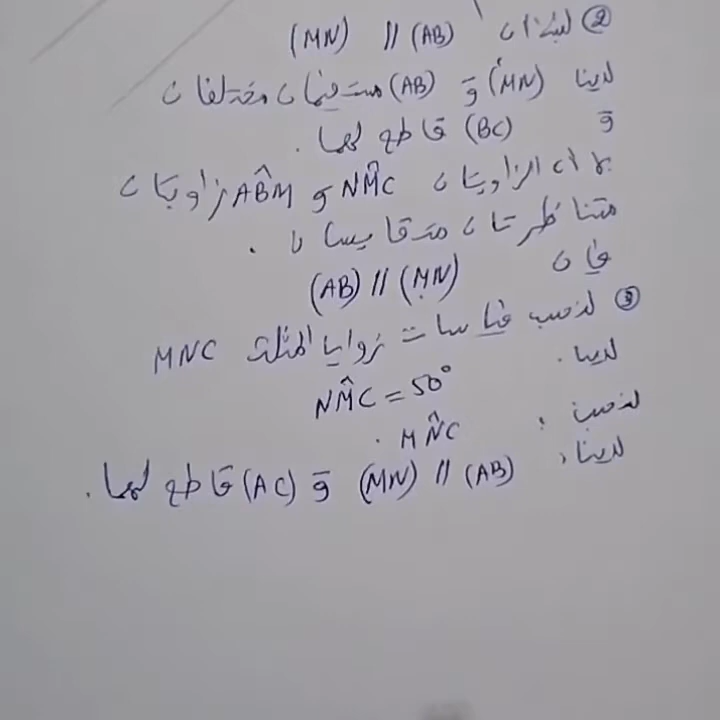 ② لنبين أن (AB) // (MN)
لدينا (MN) و (AB) مستقيمان مختلفان
و (BC) قاطع لهما .
بما أن الزاويتان NM̂C و AB̂M زاويتان
متناظرتان متقايستان .
فإن (AB) // (MN)
③ لنحسب قياسات زوايا المثلث MNC
لدينا .
NM̂C = 50°
لنحسب : MN̂C .
لدينا : (AB) // (MN) و (AC) قاطع لهما .